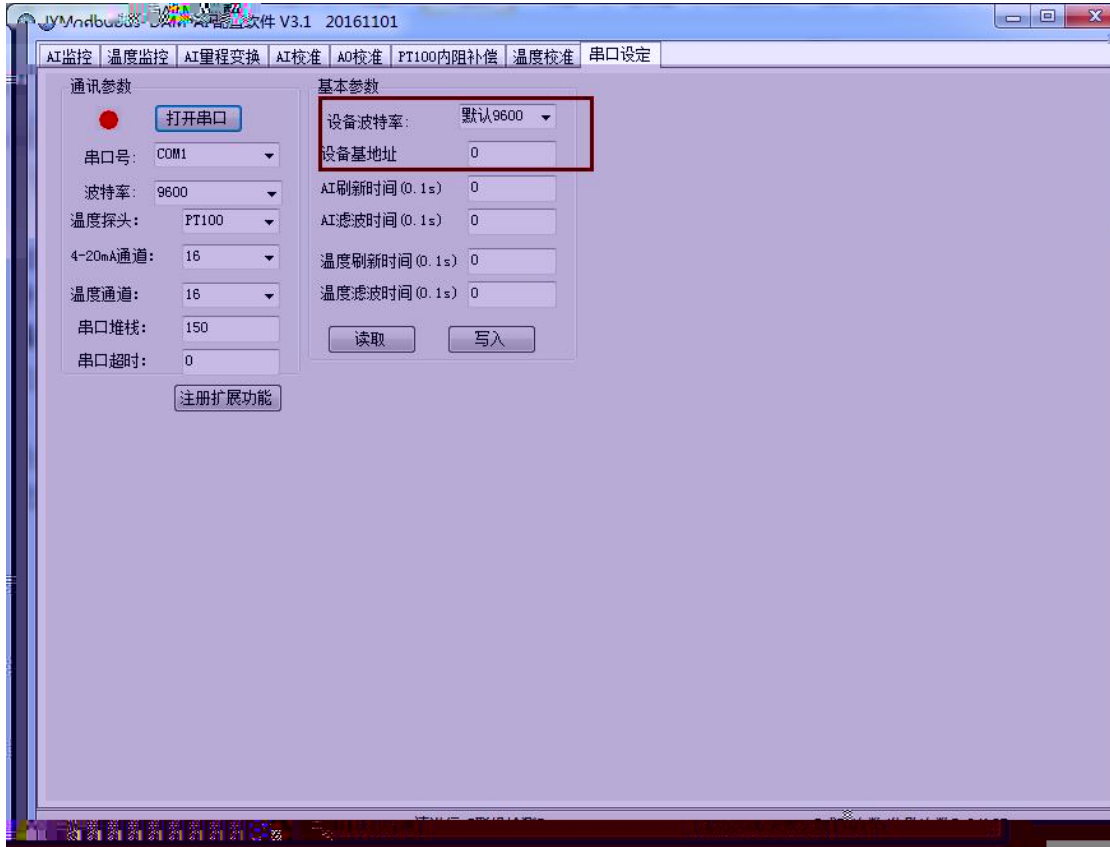 软件 V3.1 20161101
AI监控 温度监控 AI量程变换 AI校准 AO校准 PT100内阻补偿 温度校准 串口设定
通讯参数
打开串口
串口号: COM1
波特率: 9600
温度探头: PT100
4-20mA通道: 16
温度通道: 16
串口堆栈: 150
串口超时: 0
注册扩展功能
基本参数
设备波特率: 默认9600
设备基地址 0
AI刷新时间(0.1s) 0
AI滤波时间(0.1s) 0
温度刷新时间(0.1s) 0
温度滤波时间(0.1s) 0
读取 写入